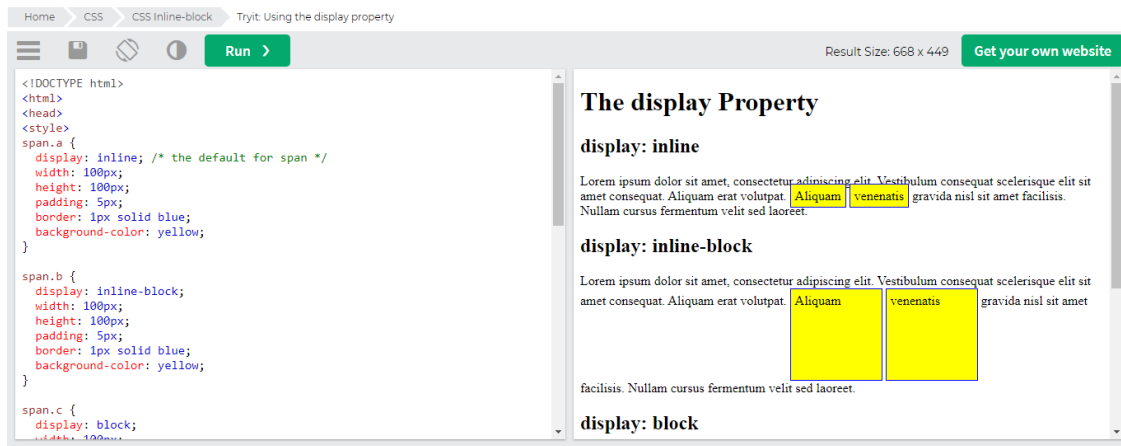 Home CSS CSS Inline-block Tryit: Using the display property
Run ❯ Result Size: 668 x 449 Get your own website
<!DOCTYPE html>
<html>
<head>
<style>
span.a {
  display: inline; /* the default for span */
  width: 100px;
  height: 100px;
  padding: 5px;
  border: 1px solid blue;
  background-color: yellow;
}

span.b {
  display: inline-block;
  width: 100px;
  height: 100px;
  padding: 5px;
  border: 1px solid blue;
  background-color: yellow;
}

span.c {
  display: block;
  width: 100px;
The display Property
display: inline
Lorem ipsum dolor sit amet, consectetur adipiscing elit. Vestibulum consequat scelerisque elit sit
amet consequat. Aliquam erat volutpat. Aliquam venenatis gravida nisl sit amet facilisis.
Nullam cursus fermentum velit sed laoreet.
display: inline-block
Lorem ipsum dolor sit amet, consectetur adipiscing elit. Vestibulum consequat scelerisque elit sit
amet consequat. Aliquam erat volutpat. Aliquam venenatis gravida nisl sit amet
facilisis. Nullam cursus fermentum velit sed laoreet.
display: block